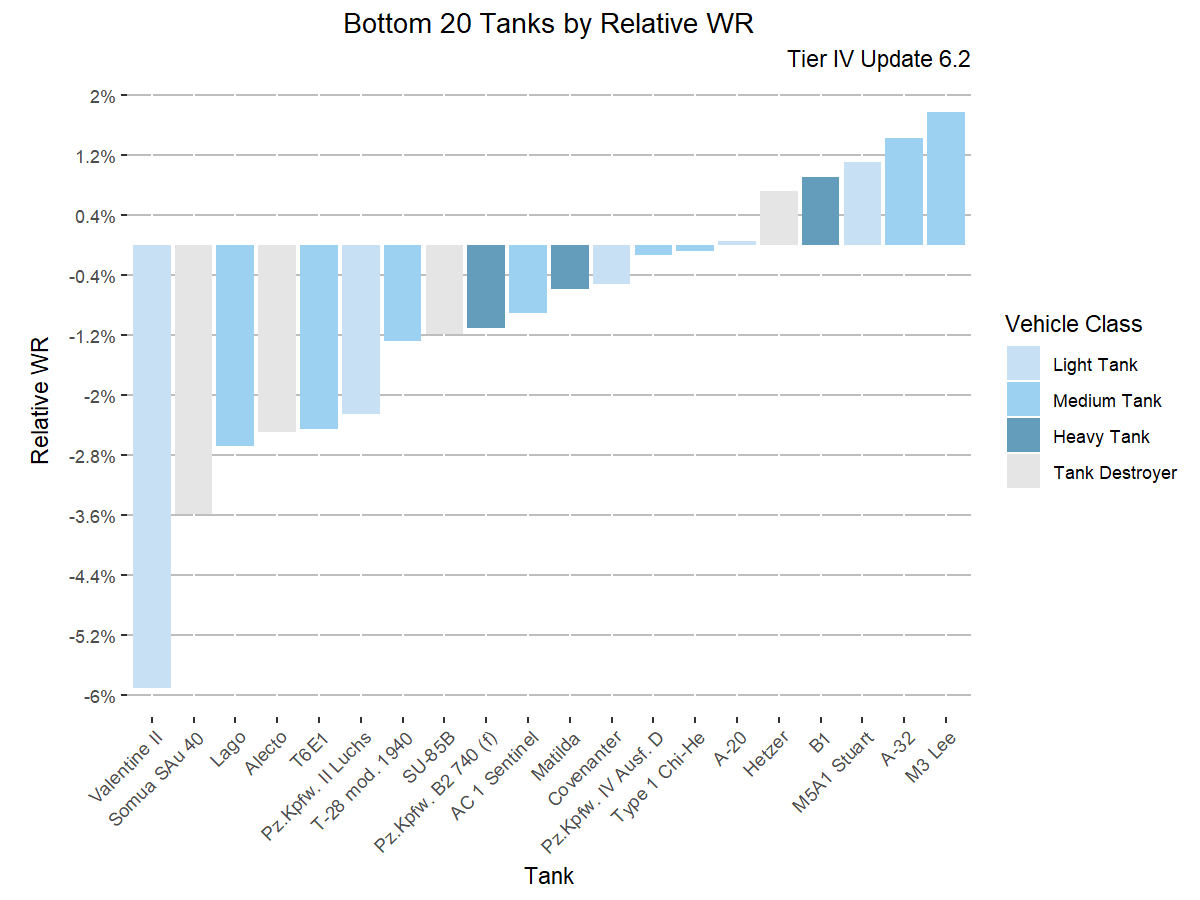 Bottom 20 Tanks by Relative WR
Tier IV Update 6.2
2%
1.2%
0.4%
-0.4%
-1.2%
-2%
-2.8%
-3.6%
-4.4%
-5.2%
-6%
Relative WR
Valentine II
Somua SAu 40
Lago
Alecto
T6E1
Pz.Kpfw. II Luchs
T-28 mod. 1940
SU-85B
Pz.Kpfw. B2 740 (f)
AC 1 Sentinel
Matilda
Covenanter
Pz.Kpfw. IV Ausf. D
Type 1 Chi-He
A-20
Hetzer
B1
M5A1 Stuart
A-32
M3 Lee
Tank
Vehicle Class
Light Tank
Medium Tank
Heavy Tank
Tank Destroyer